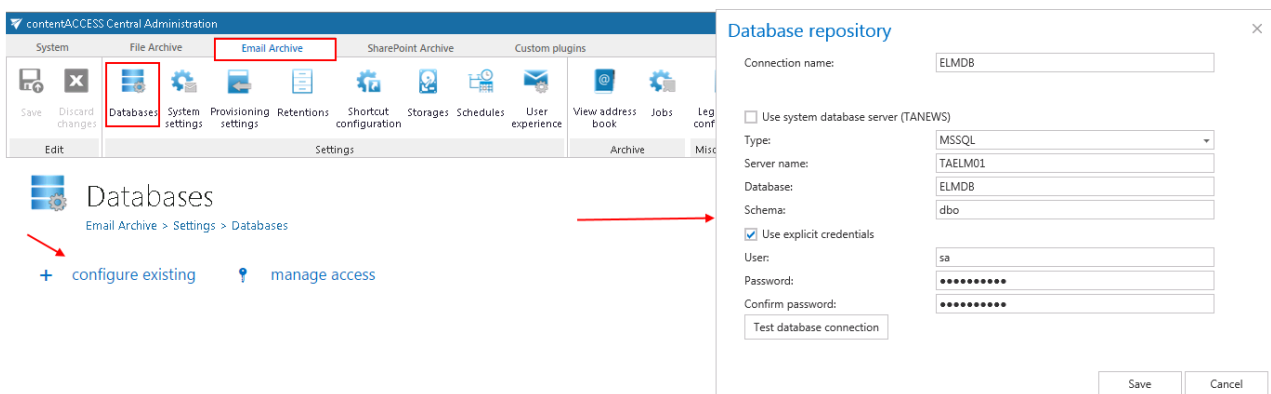 contentACCESS Central Administration
System File Archive Email Archive SharePoint Archive Custom plugins
Save Discard changes Databases System settings Provisioning settings Retentions Shortcut configuration Storages Schedules User experience View address book Jobs Leg conf
Edit Settings Archive Misc
Databases
Email Archive > Settings > Databases
+ configure existing manage access
Database repository
Connection name: ELMDB
Use system database server (TANEWS)
Type: MSSQL
Server name: TAELM01
Database: ELMDB
Schema: dbo
Use explicit credentials
User: sa
Password: ●●●●●●●●●●
Confirm password: ●●●●●●●●●●
Test database connection
Save Cancel